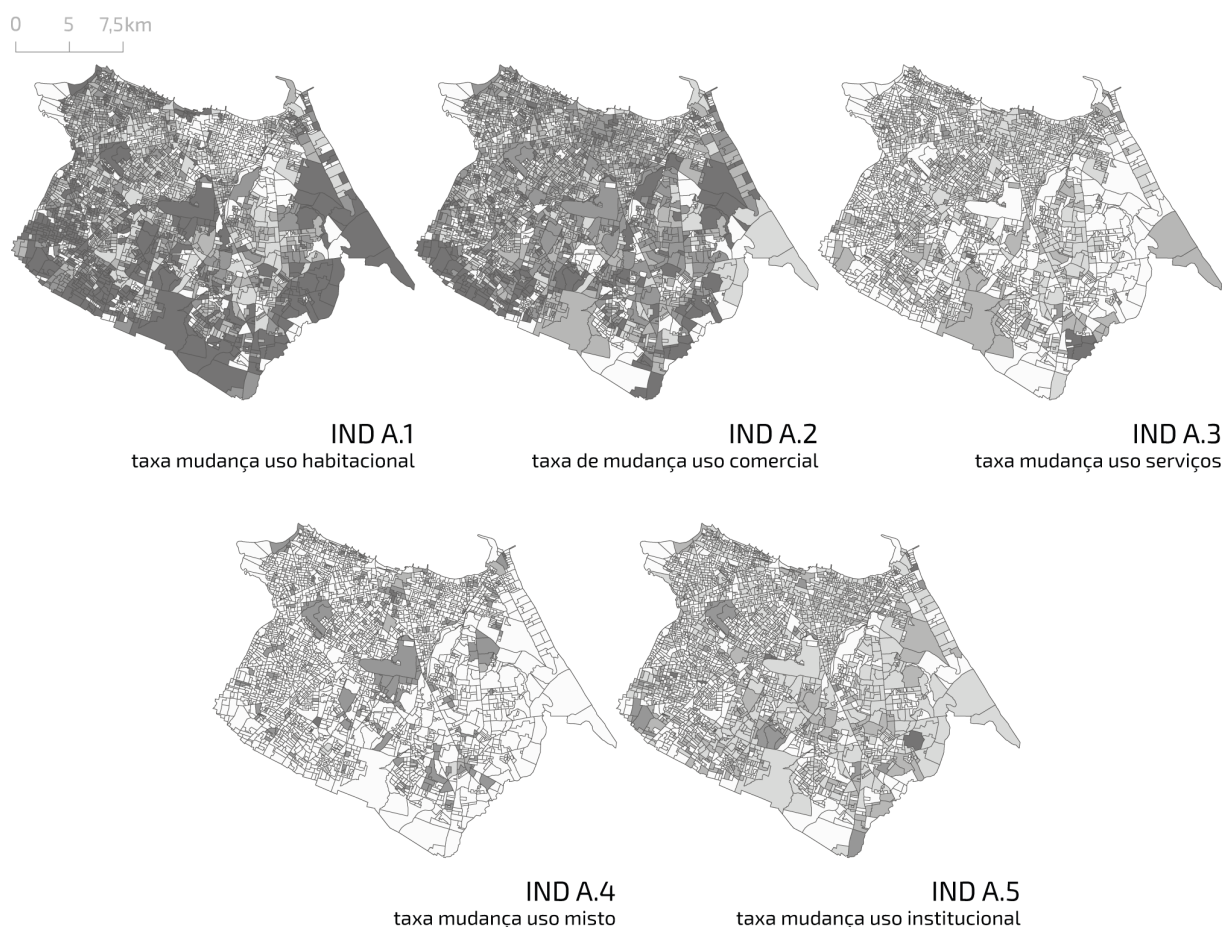 0 5 7,5km
IND A.1
taxa mudança uso habitacional
IND A.2
taxa de mudança uso comercial
IND A.3
taxa mudança uso serviços
IND A.4
taxa mudança uso misto
IND A.5
taxa mudança uso institucional